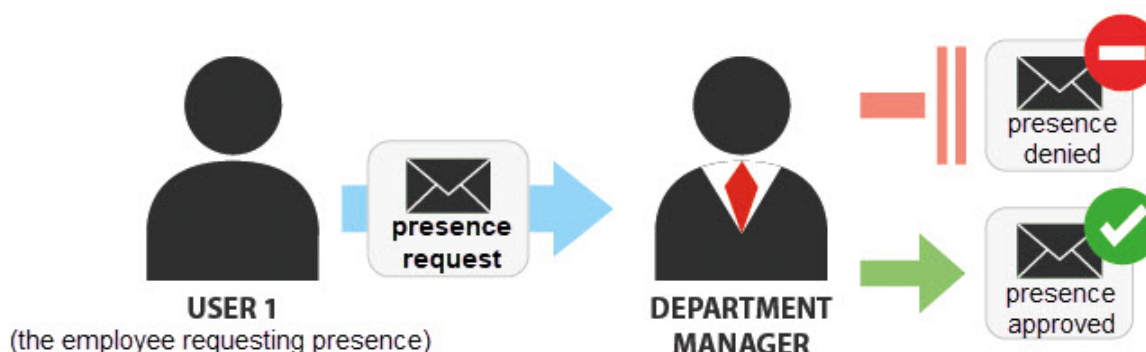 presence
request
USER 1
(the employee requesting presence)
DEPARTMENT
MANAGER
presence
denied
presence
approved